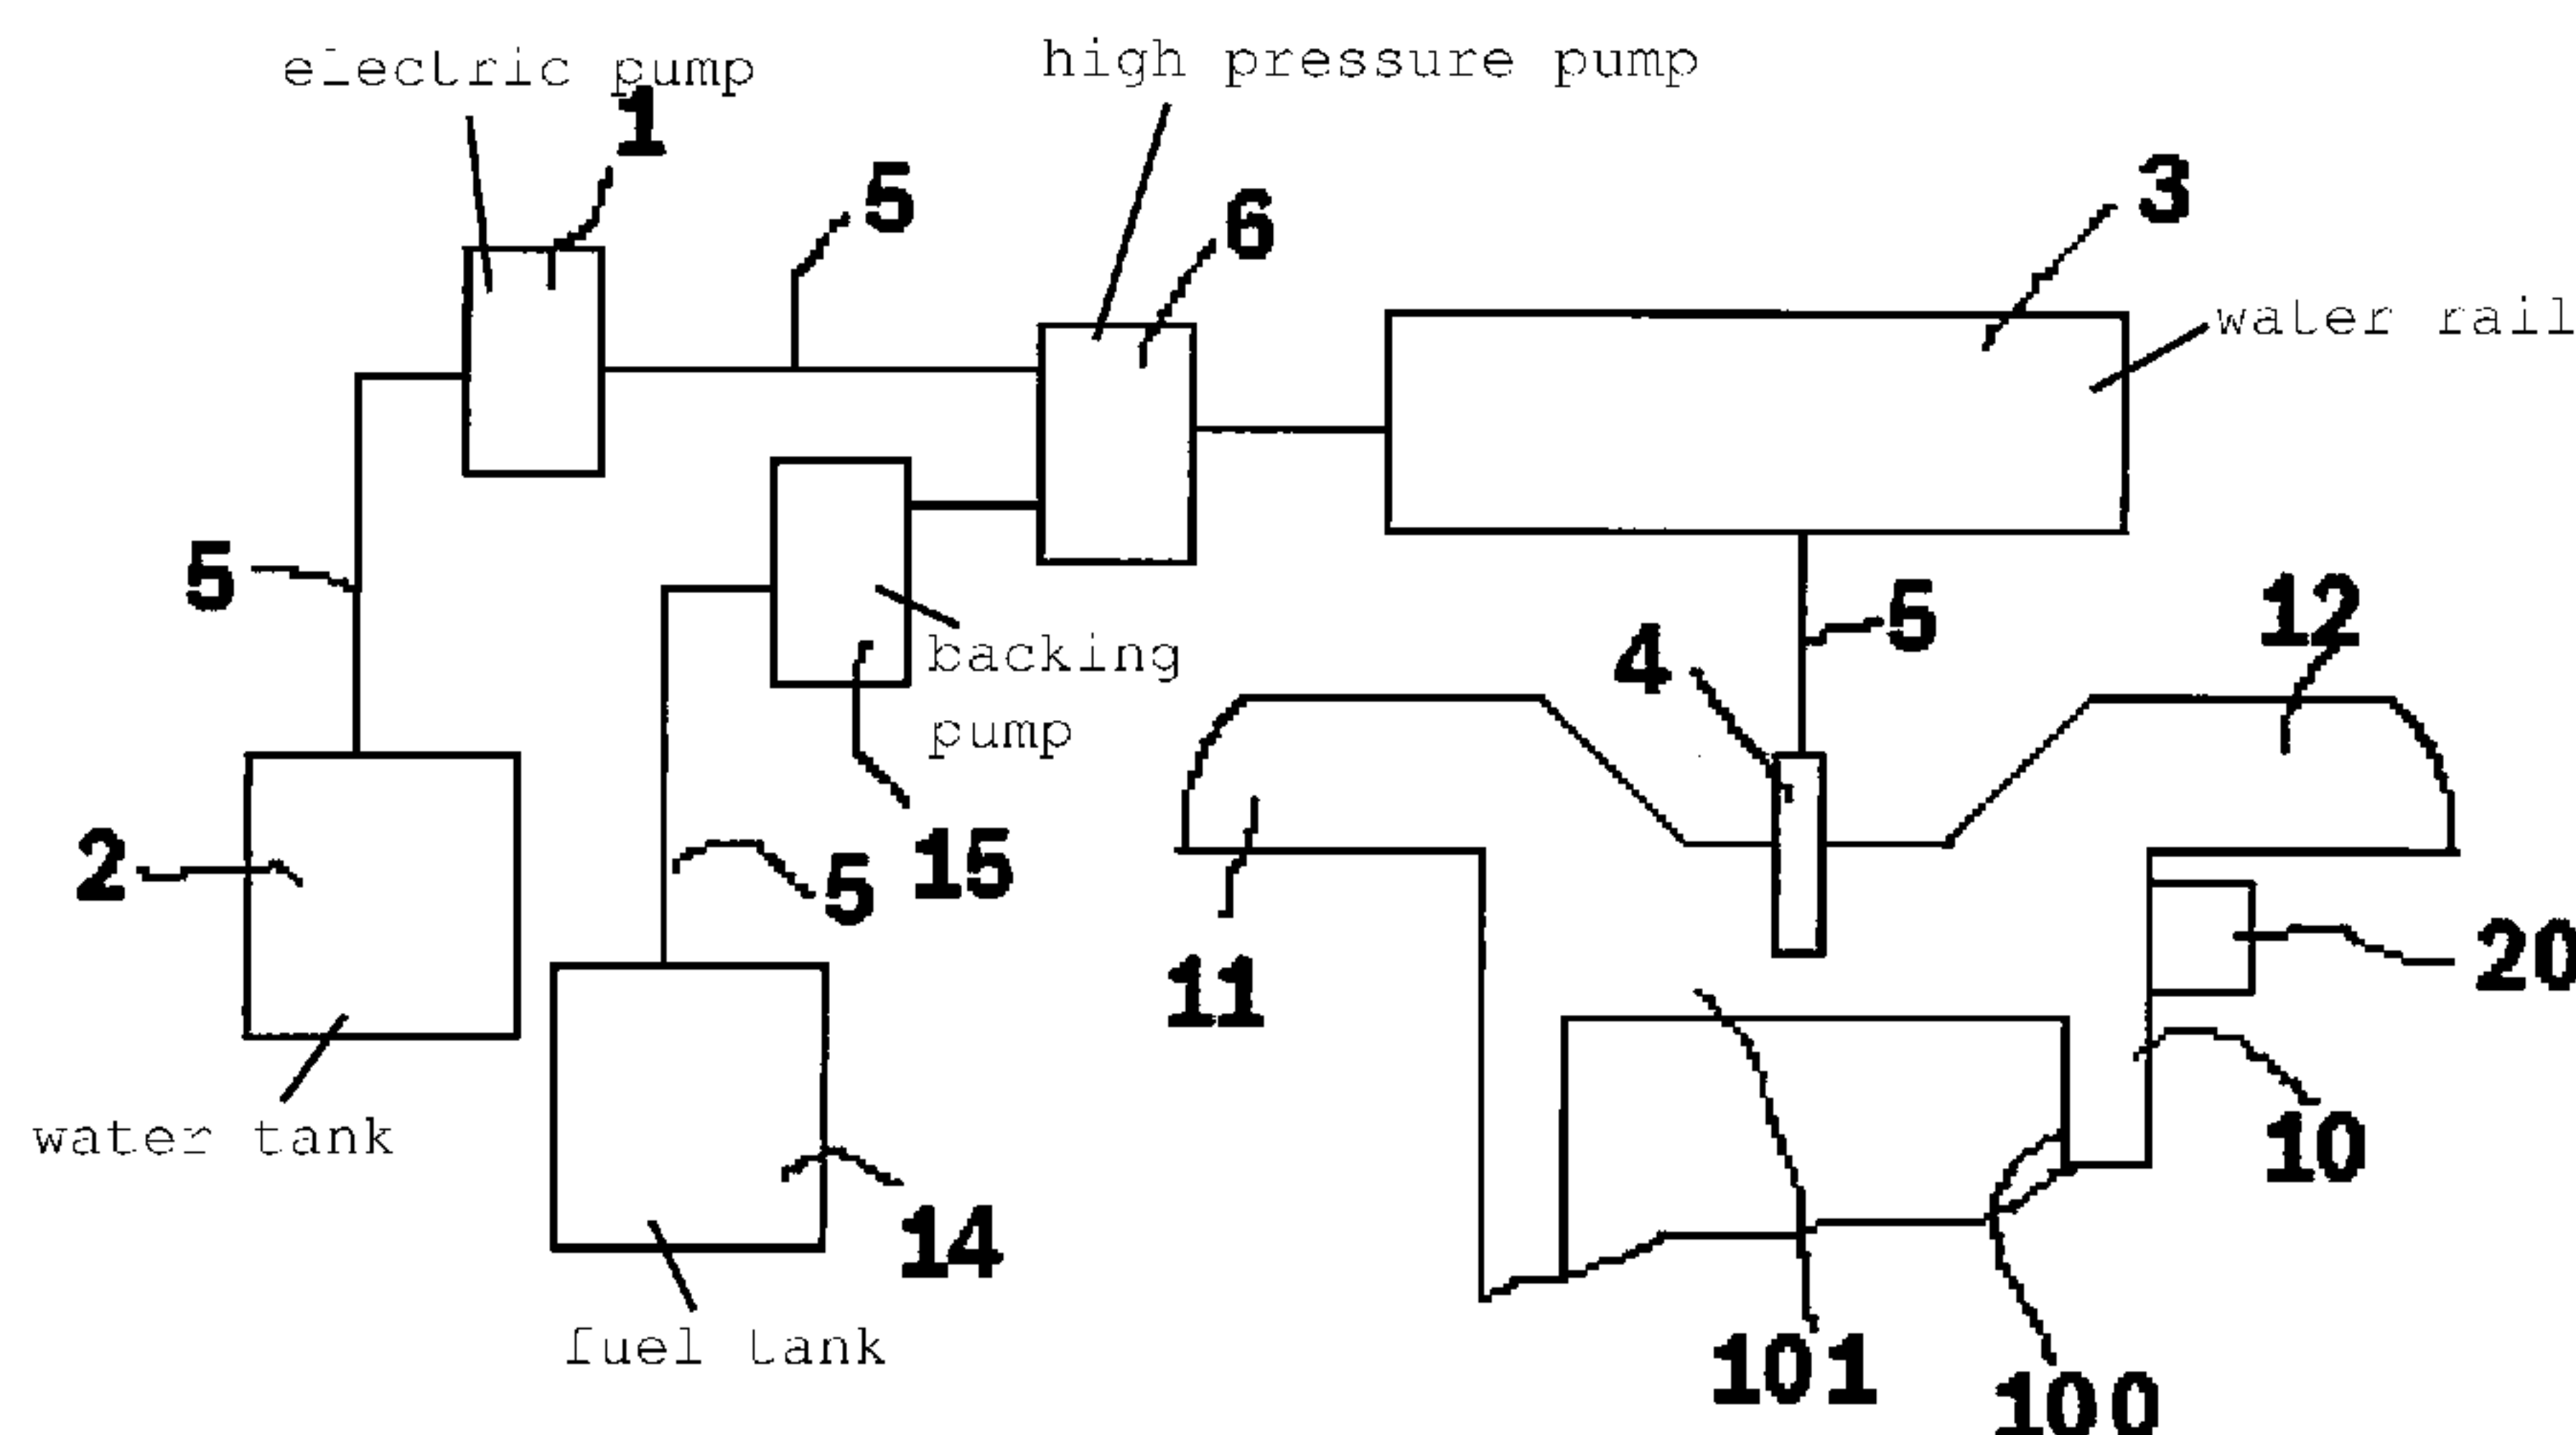 electric pump
high pressure pump
1
5
6
3
water rail
5
5
12
4
backing
pump
2
5
15
11
20
10
water tank
14
fuel tank
101
100